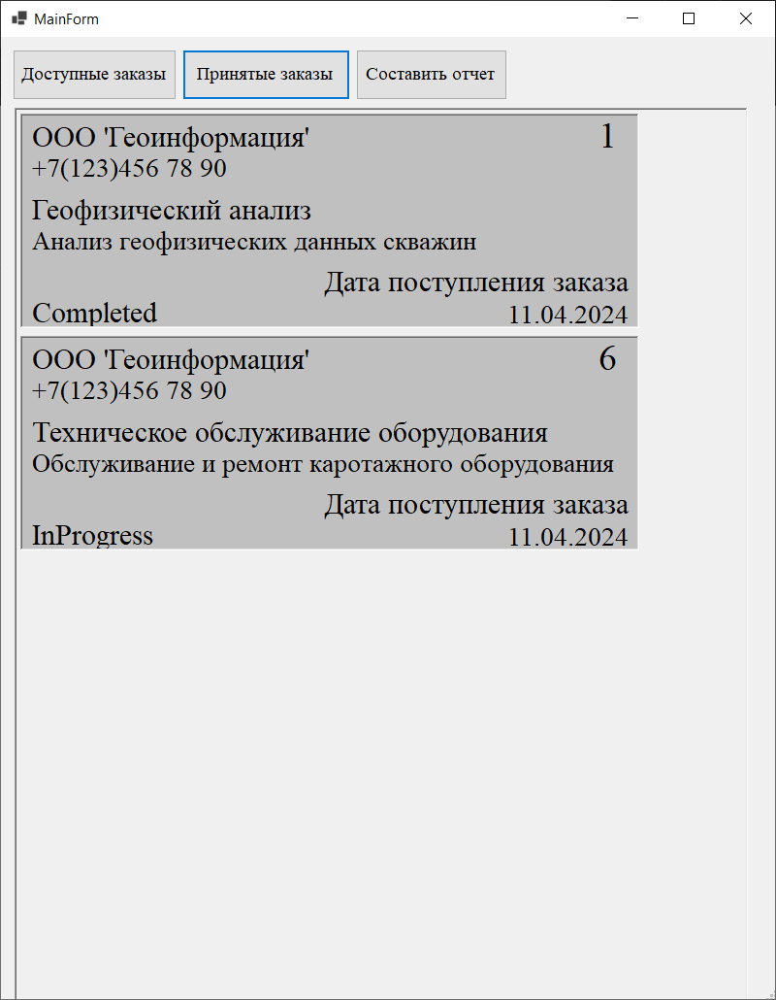 MainForm
Доступные заказы
Принятые заказы
Составить отчет
ООО 'Геоинформация' 1
+7(123)456 78 90
Геофизический анализ
Анализ геофизических данных скважин
Дата поступления заказа
Completed 11.04.2024
ООО 'Геоинформация' 6
+7(123)456 78 90
Техническое обслуживание оборудования
Обслуживание и ремонт каротажного оборудования
Дата поступления заказа
InProgress 11.04.2024